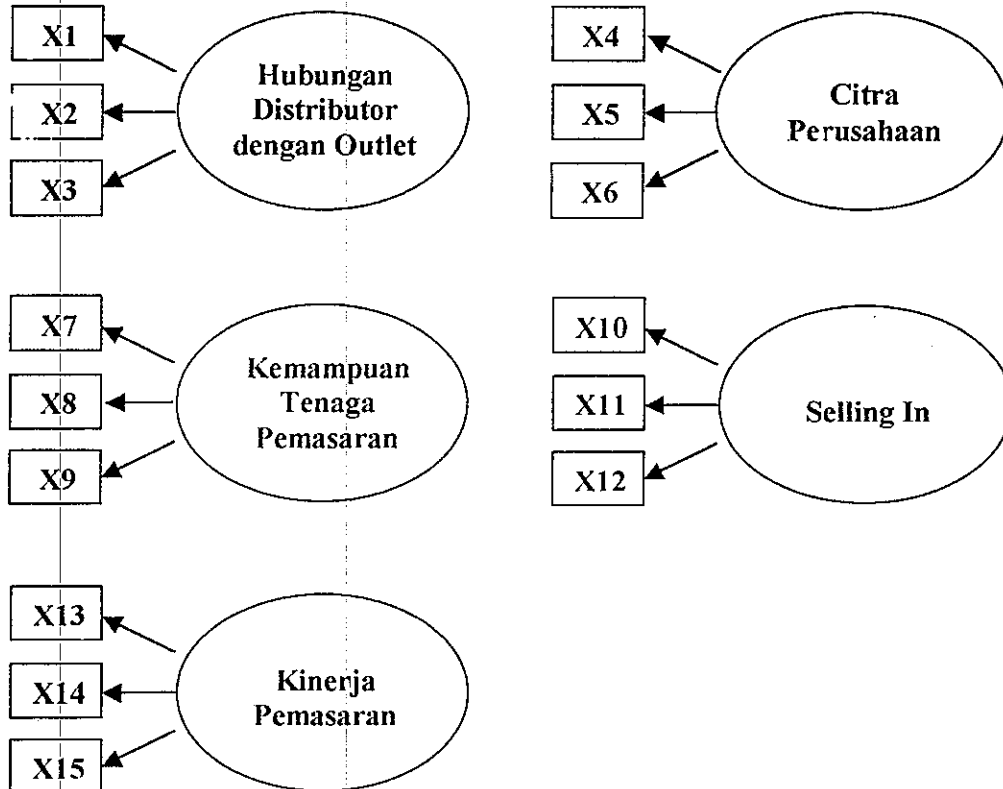 X1
X2
X3
Hubungan
Distributor
dengan Outlet
X4
X5
X6
Citra
Perusahaan
X7
X8
X9
Kemampuan
Tenaga
Pemasaran
X10
X11
X12
Selling In
X13
X14
X15
Kinerja
Pemasaran